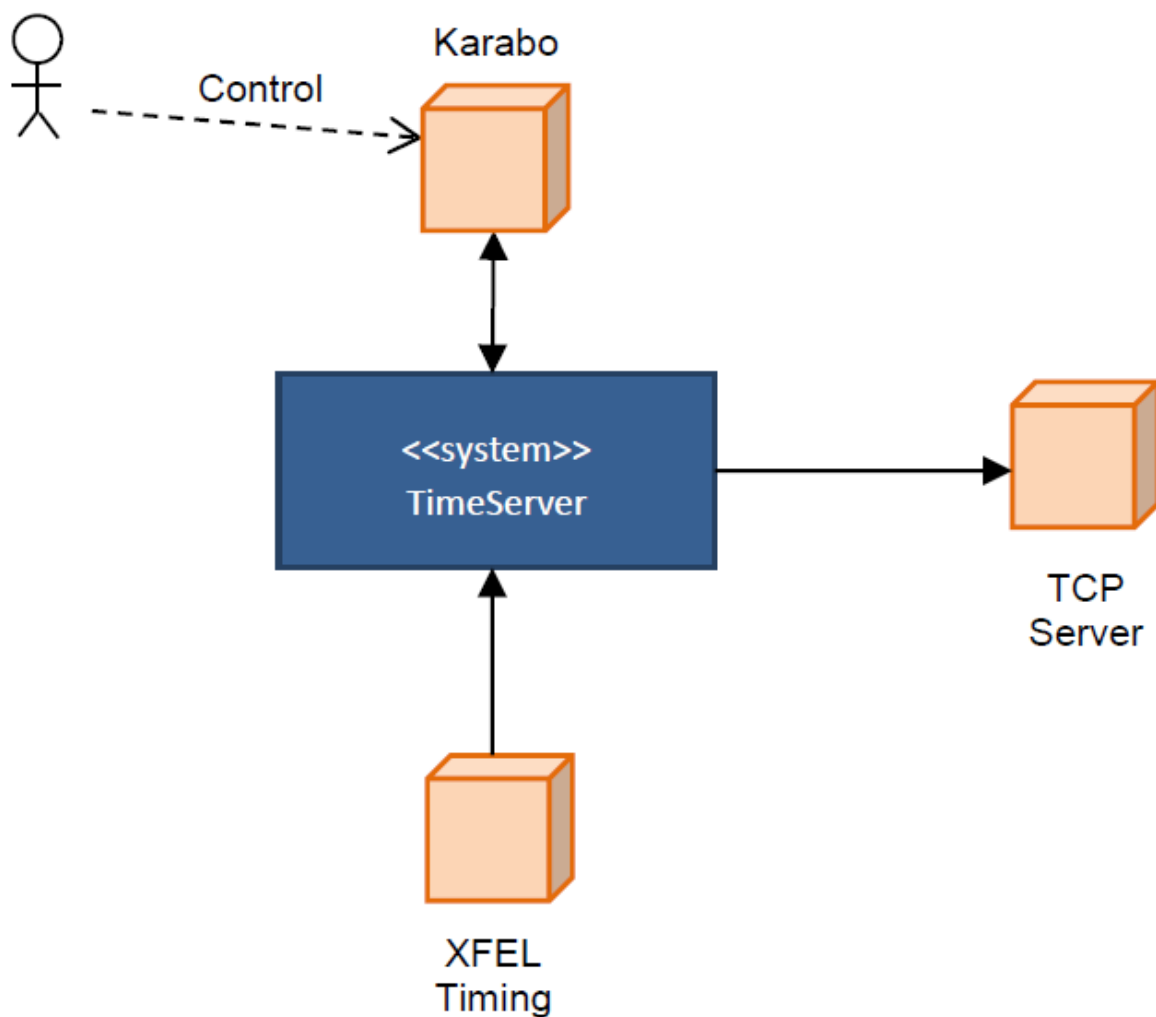 Karabo
Control
<<system>>
TimeServer
TCP
Server
XFEL
Timing